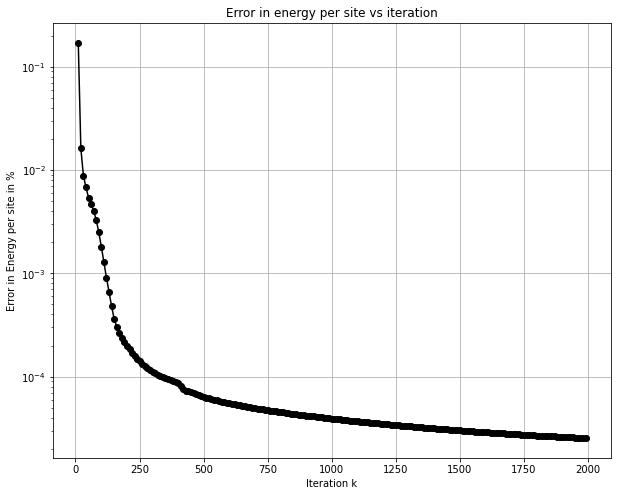 Error in energy per site vs iteration
Error in Energy per site in %
10^-1
10^-2
10^-3
10^-4
0 250 500 750 1000 1250 1500 1750 2000
Iteration k